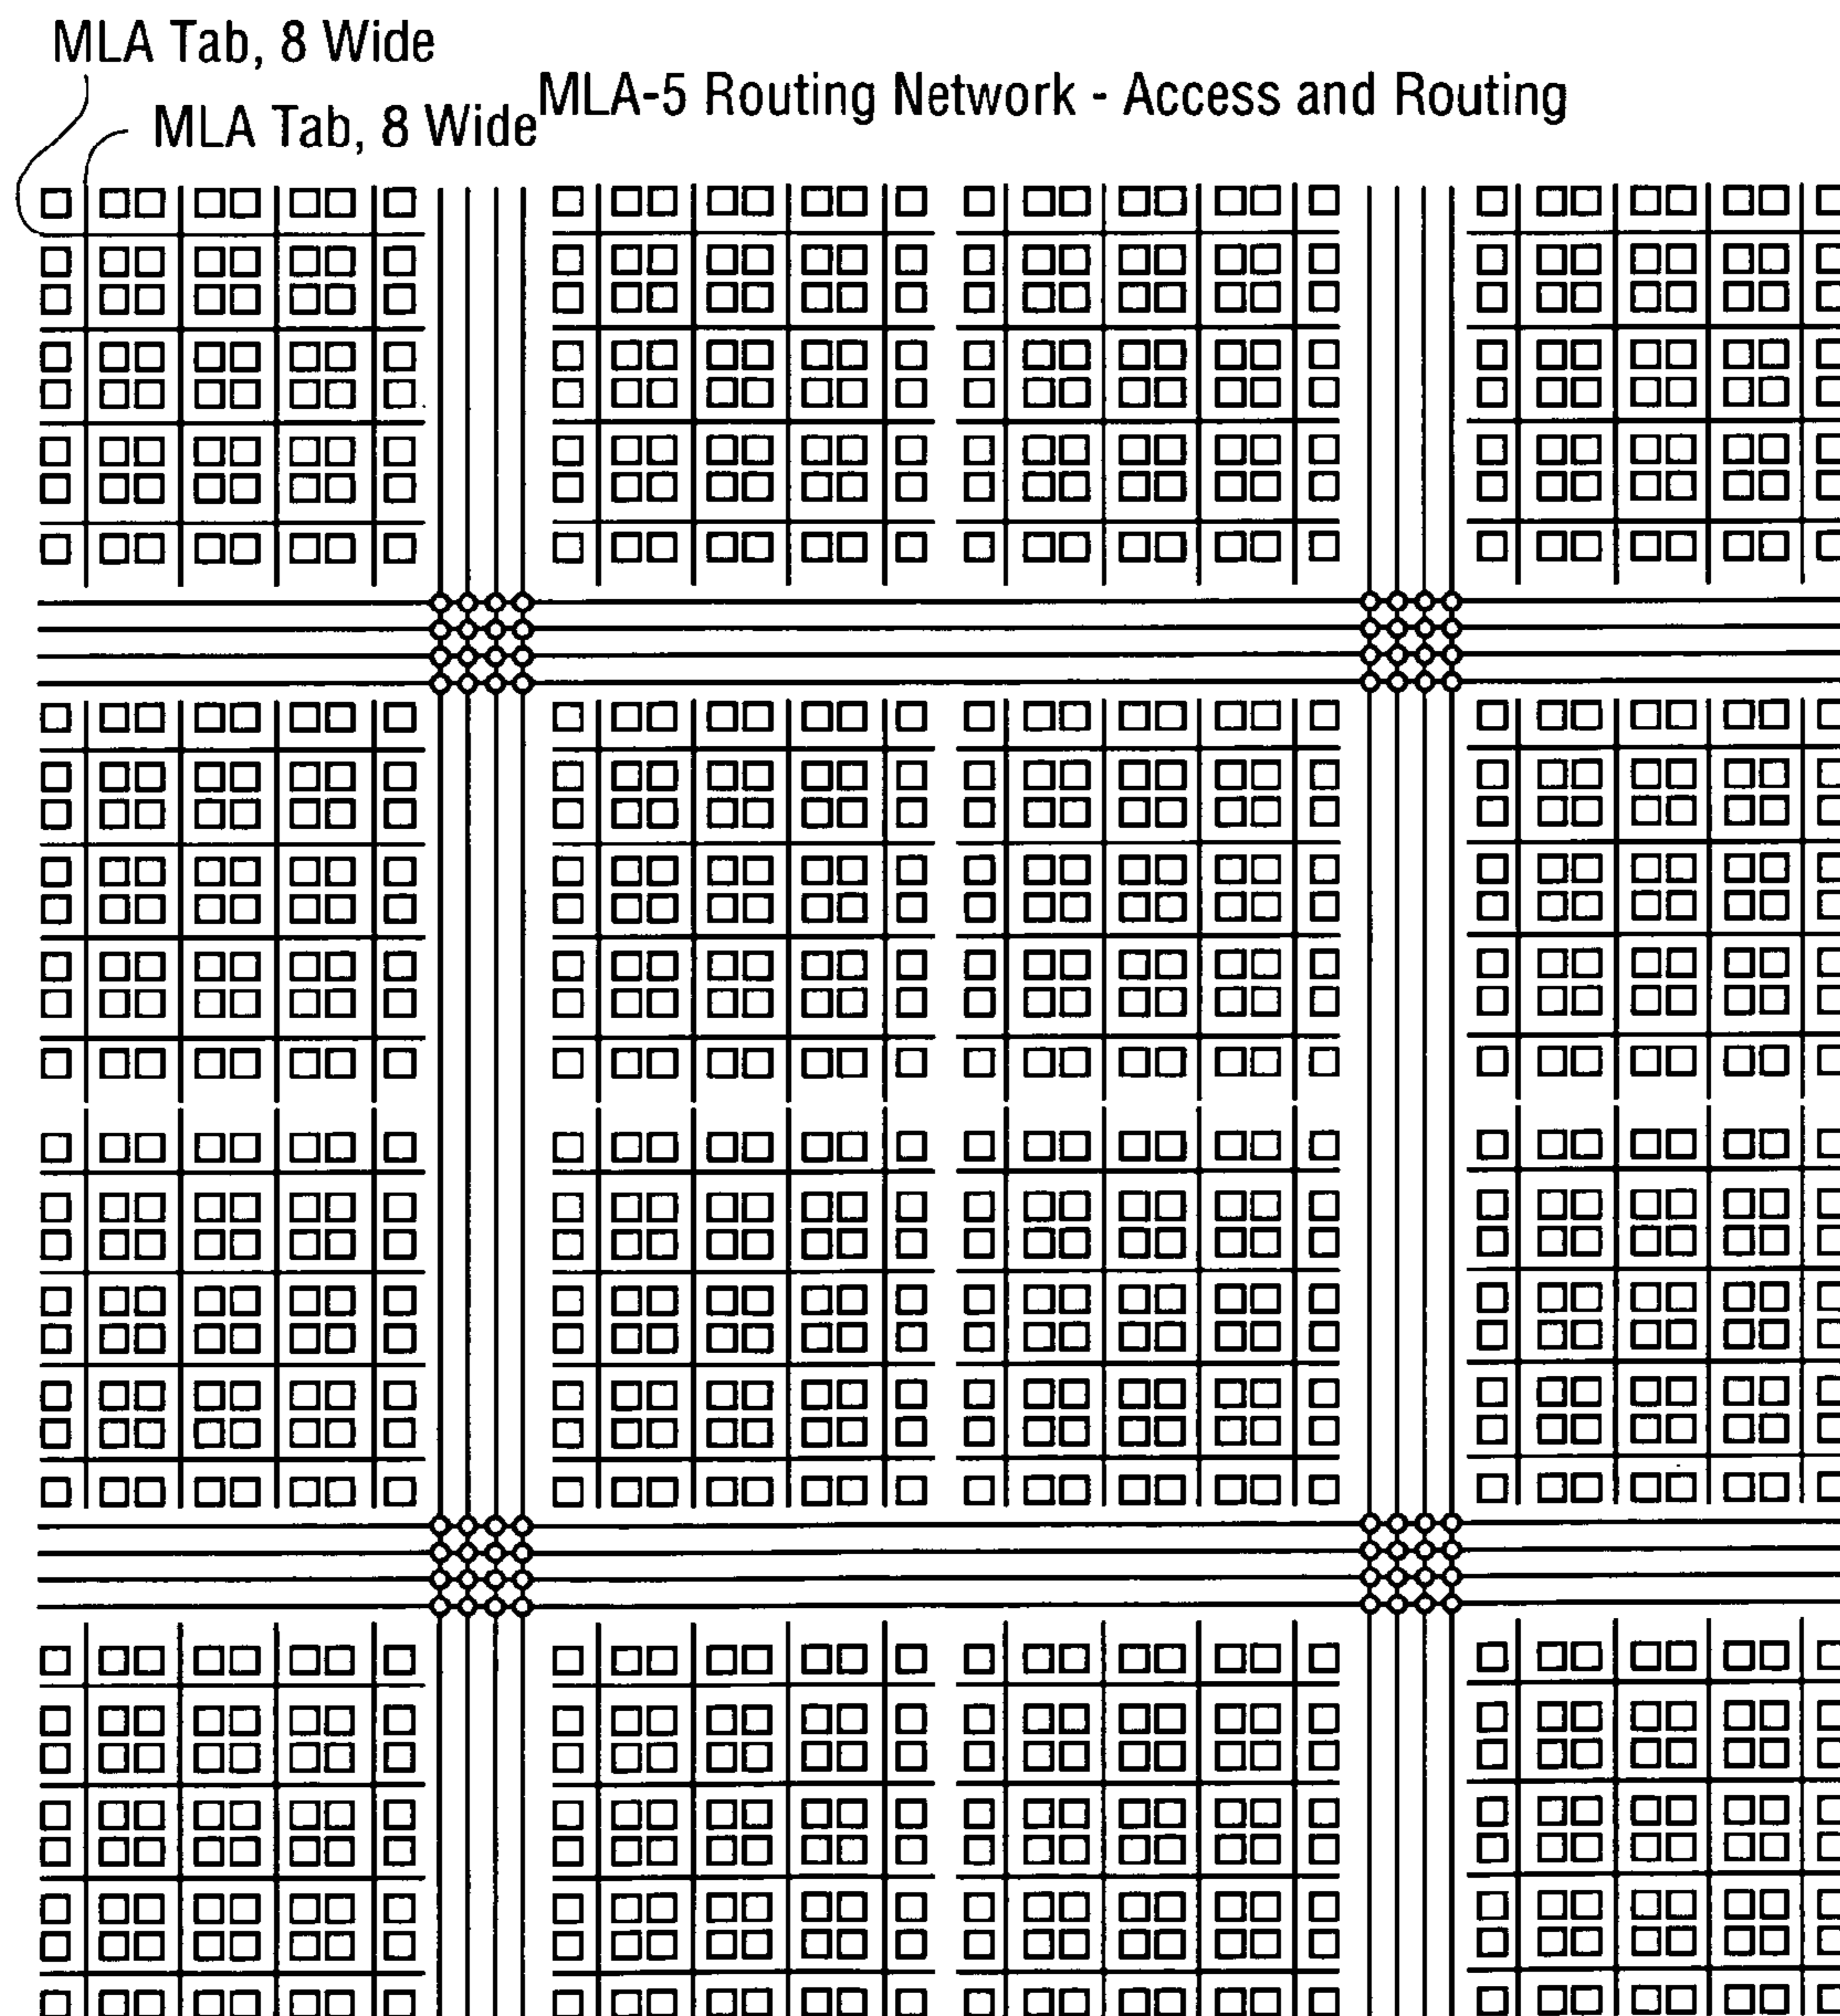 MLA Tab, 8 Wide
MLA-5 Routing Network - Access and Routing
MLA Tab, 8 Wide